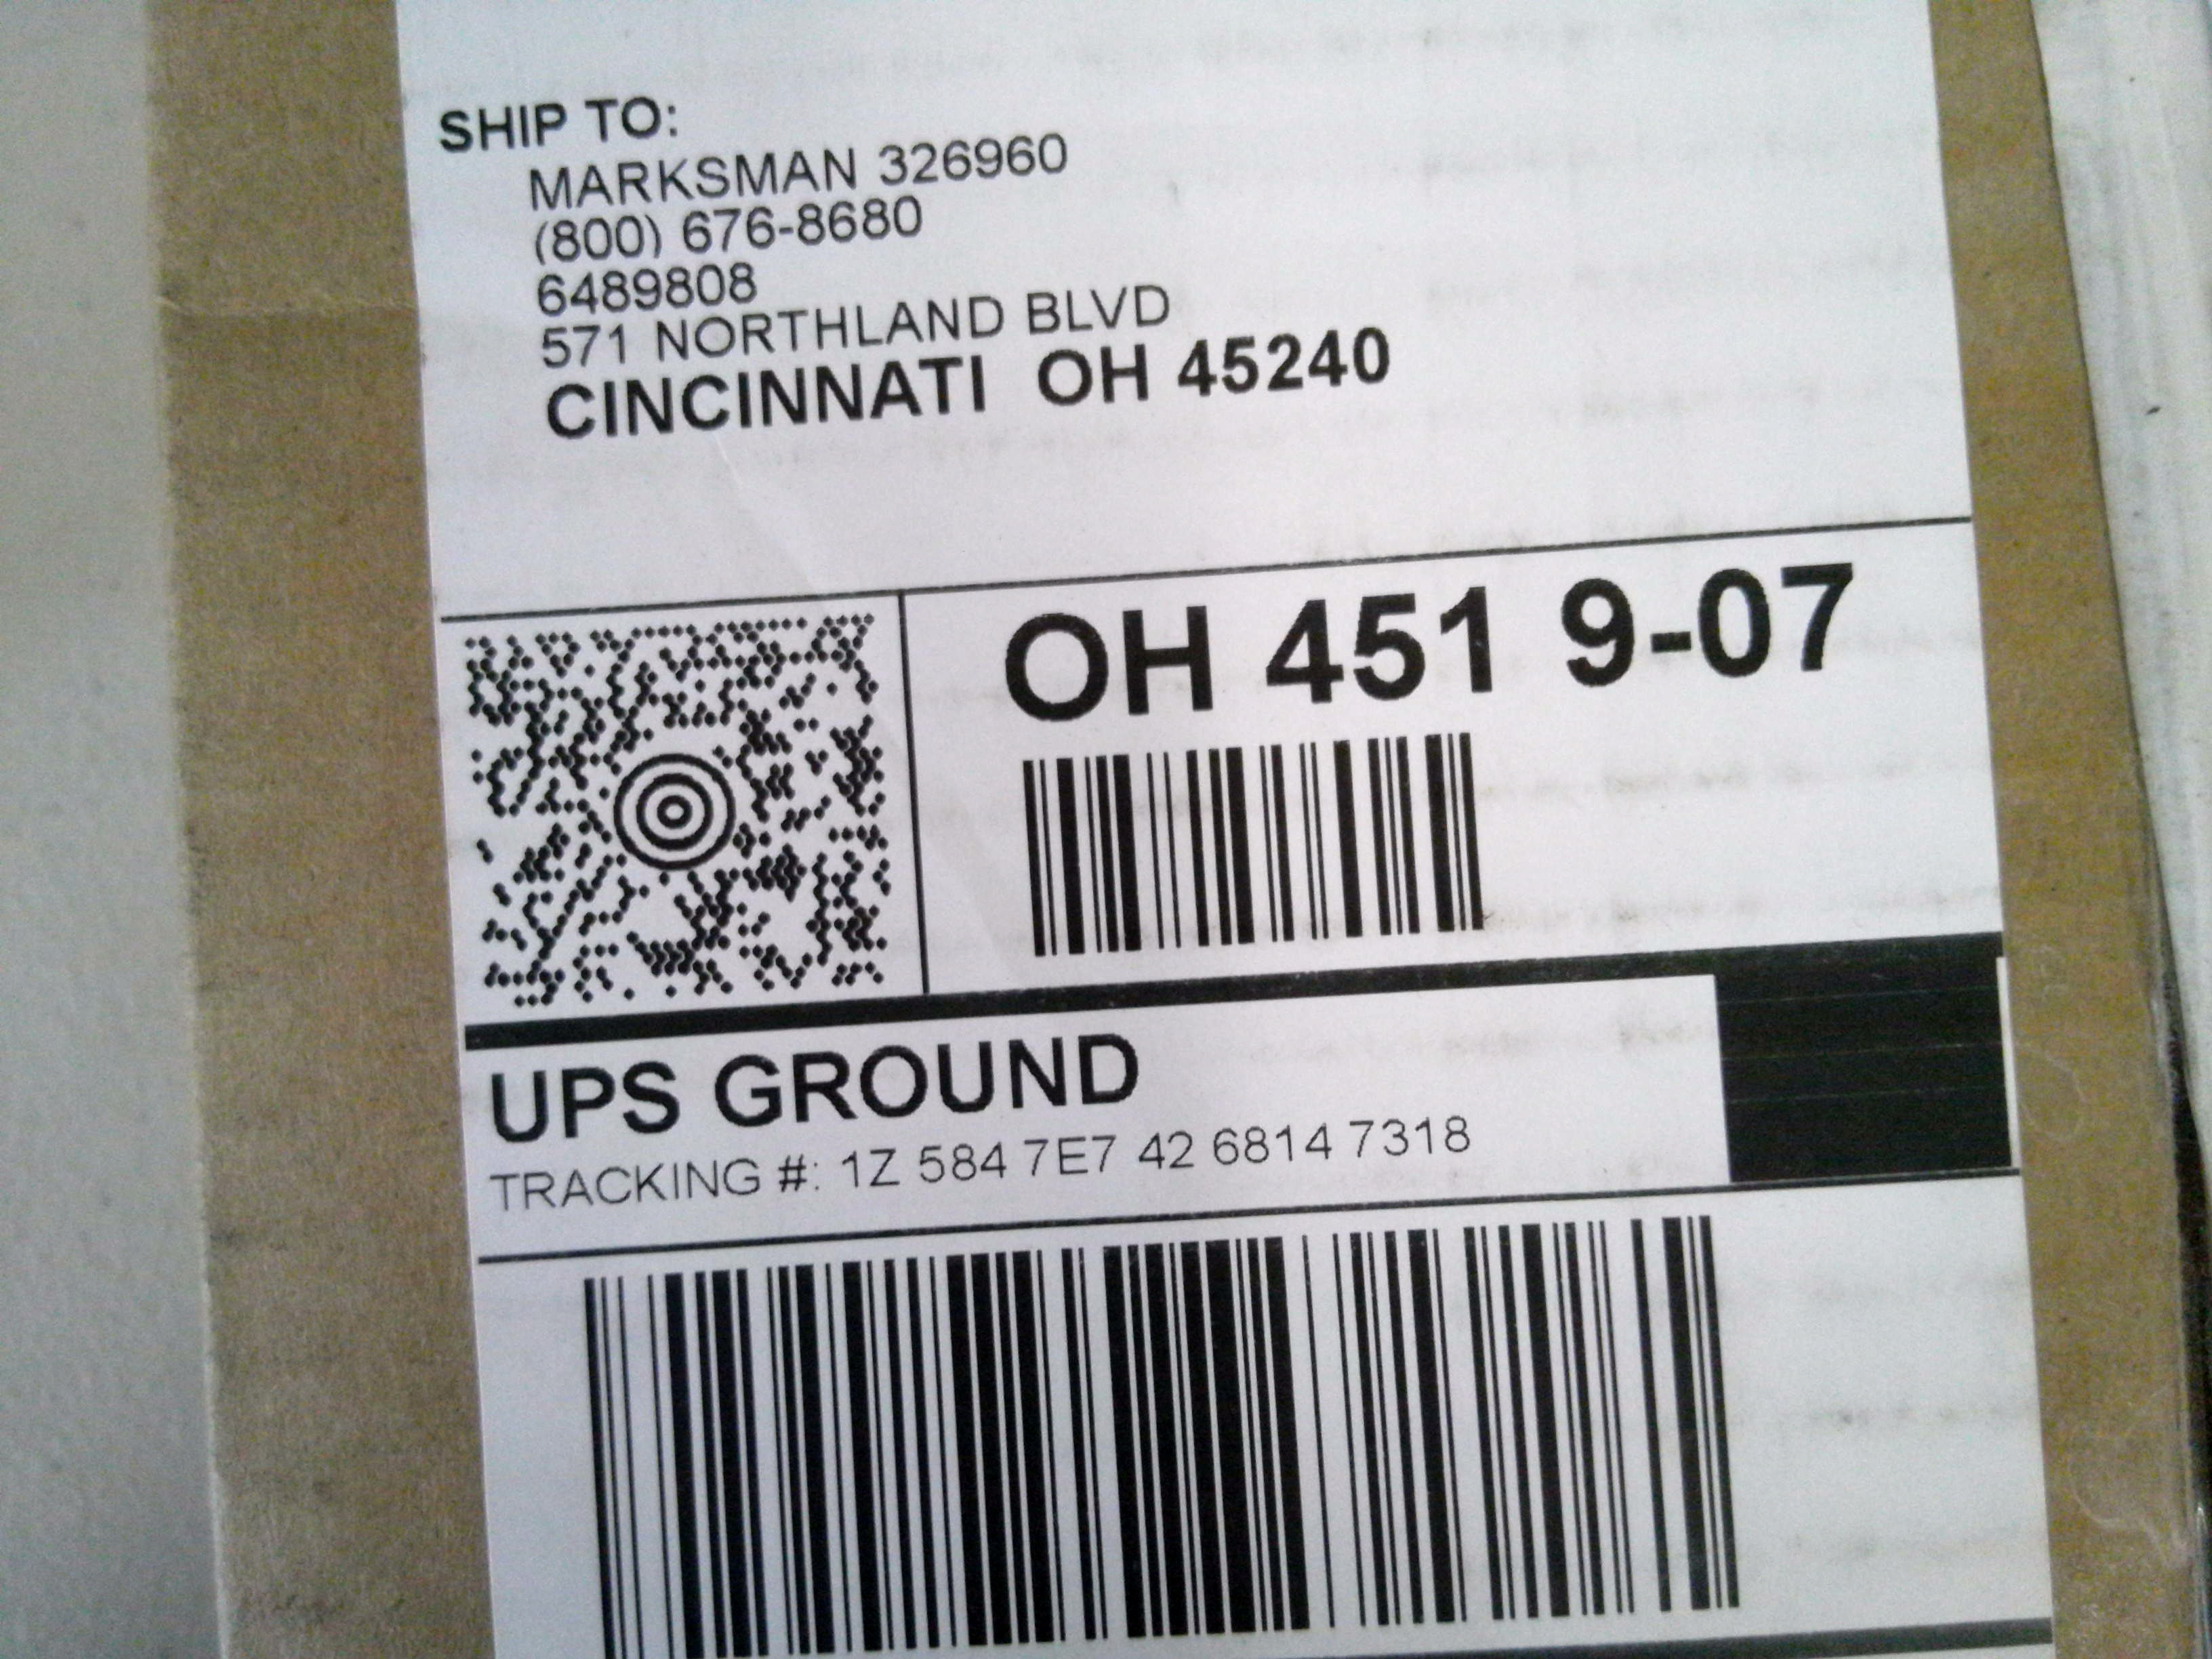 SHIP TO:
MARKSMAN 326960
(800) 676-8680
6489808
571 NORTHLAND BLVD
CINCINNATI OH 45240
OH 451 9-07
UPS GROUND
TRACKING #: 1Z 584 7E7 42 6814 7318